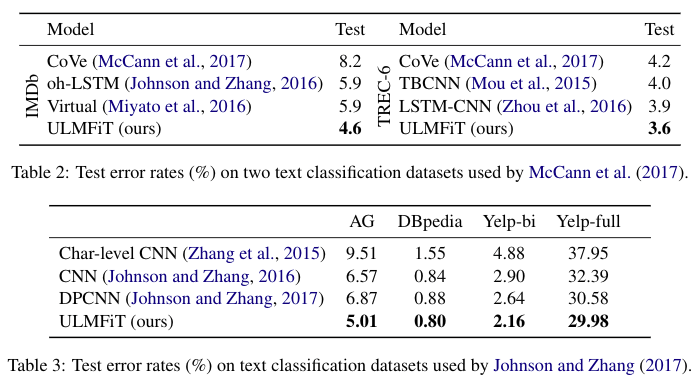 Model Test Model Test
IMDb
CoVe (McCann et al., 2017) 8.2 CoVe (McCann et al., 2017) 4.2
oh-LSTM (Johnson and Zhang, 2016) 5.9 TBCNN (Mou et al., 2015) 4.0
Virtual (Miyato et al., 2016) 5.9 LSTM-CNN (Zhou et al., 2016) 3.9
ULMFiT (ours) 4.6 ULMFiT (ours) 3.6
TREC-6
Table 2: Test error rates (%) on two text classification datasets used by McCann et al. (2017).
AG DBpedia Yelp-bi Yelp-full
Char-level CNN (Zhang et al., 2015) 9.51 1.55 4.88 37.95
CNN (Johnson and Zhang, 2016) 6.57 0.84 2.90 32.39
DPCNN (Johnson and Zhang, 2017) 6.87 0.88 2.64 30.58
ULMFiT (ours) 5.01 0.80 2.16 29.98
Table 3: Test error rates (%) on text classification datasets used by Johnson and Zhang (2017).